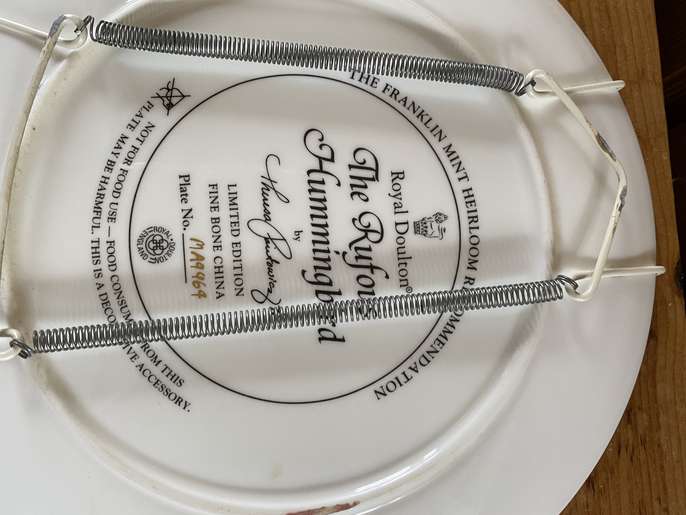 THE FRANKLIN MINT HEIRLOOM RECOMMENDATION
Royal Doulton®
The Rufous
Hummingbird
by
LIMITED EDITION
FINE BONE CHINA
Plate No. MA9964
NOT FOR FOOD USE — FOOD CONSUMED FROM THIS
PLATE MAY BE HARMFUL. THIS IS A DECORATIVE ACCESSORY.